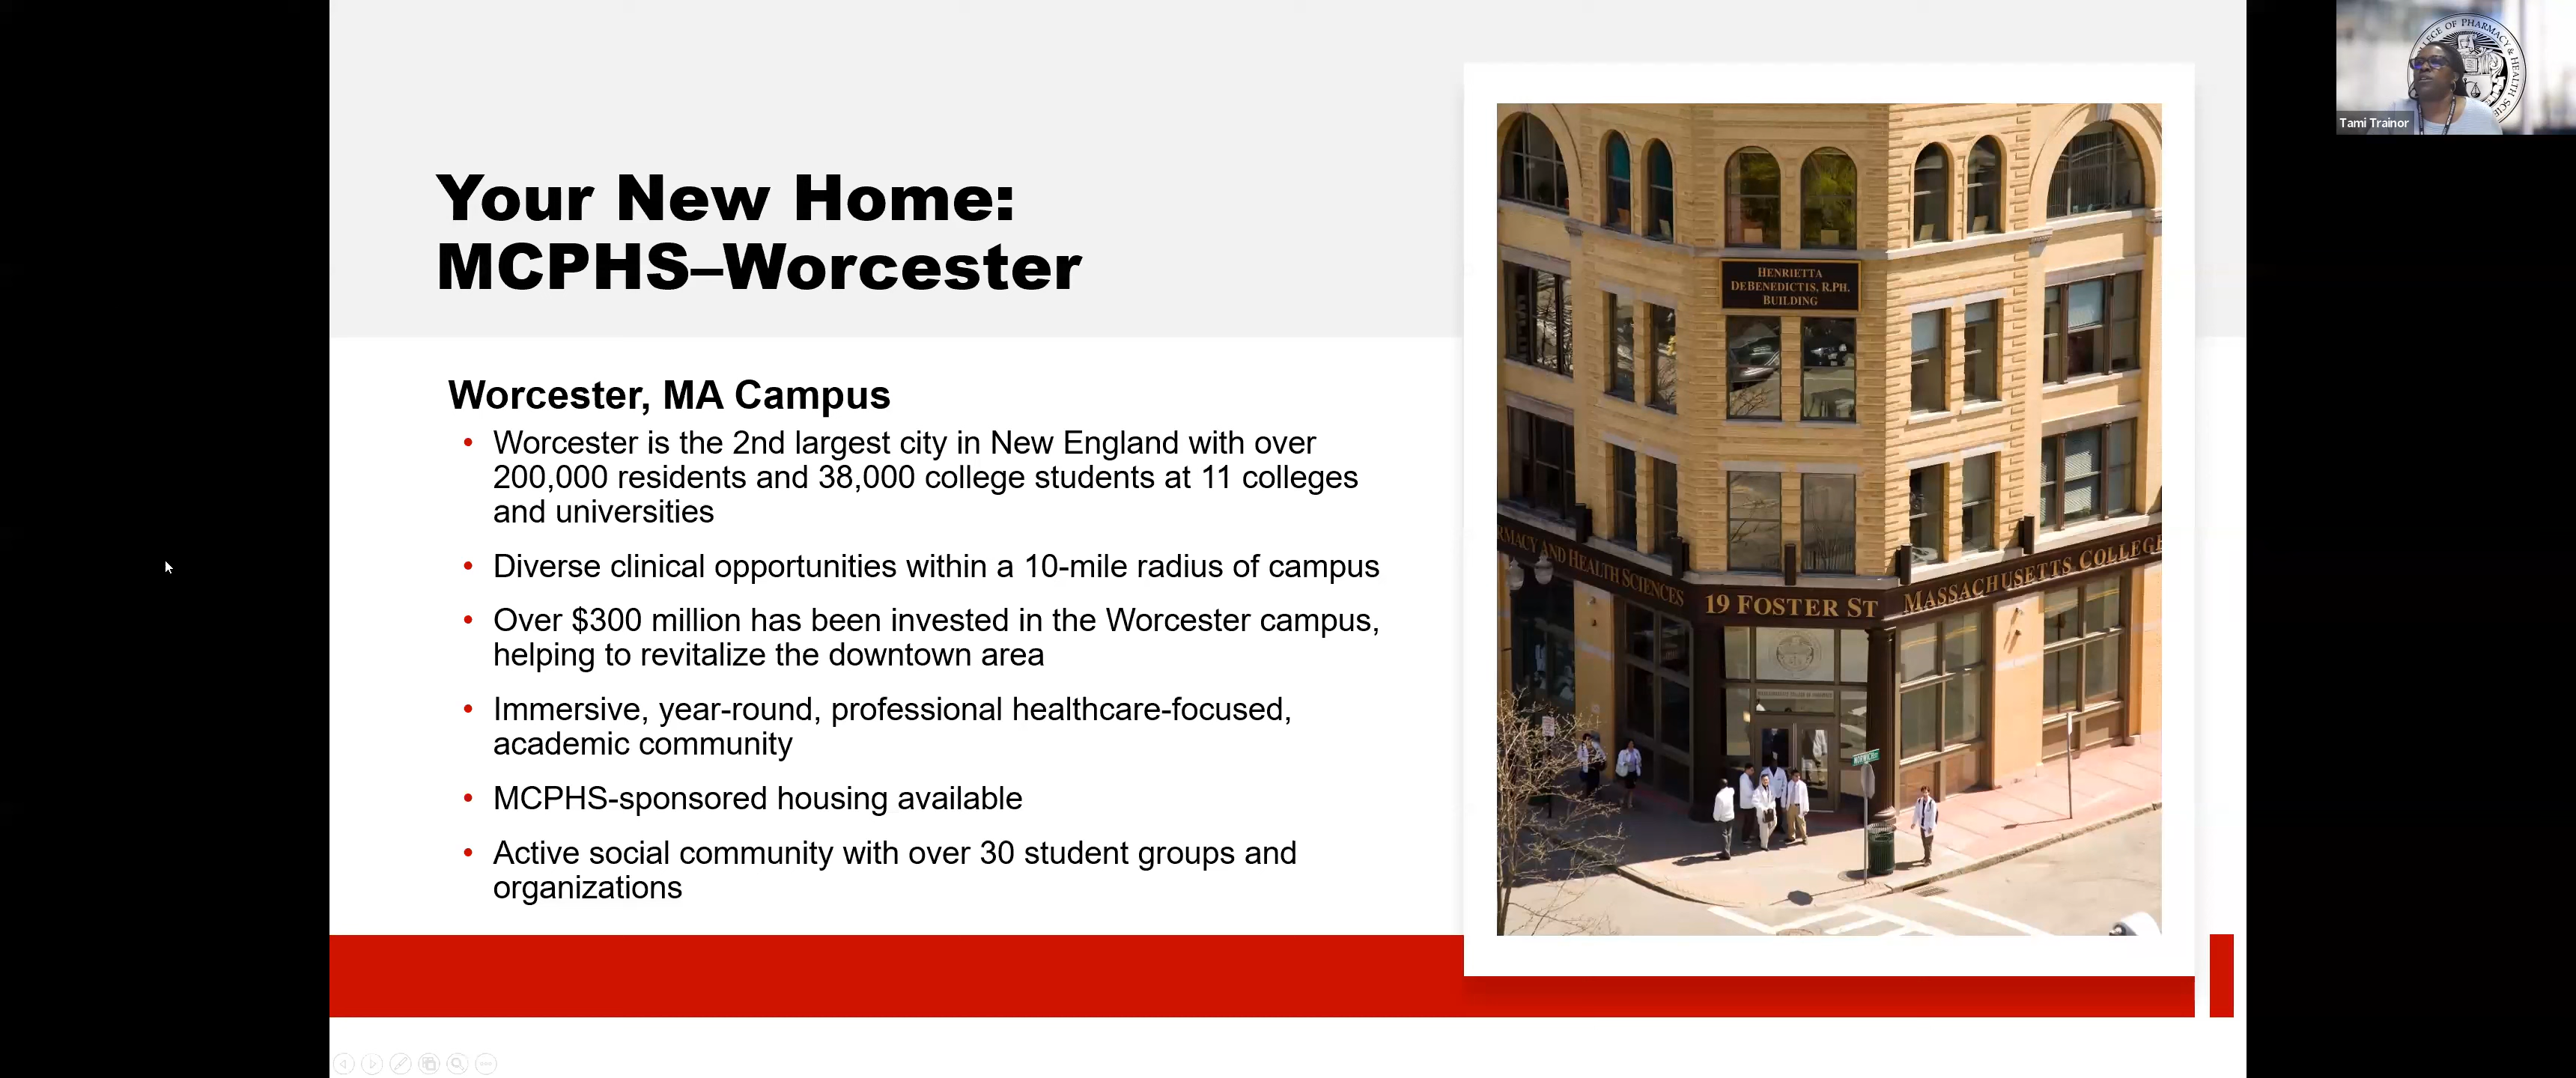 Your New Home:
MCPHS–Worcester
Worcester, MA Campus
• Worcester is the 2nd largest city in New England with over
200,000 residents and 38,000 college students at 11 colleges
and universities
• Diverse clinical opportunities within a 10-mile radius of campus
• Over $300 million has been invested in the Worcester campus,
helping to revitalize the downtown area
• Immersive, year-round, professional healthcare-focused,
academic community
• MCPHS-sponsored housing available
• Active social community with over 30 student groups and
organizations
HENRIETTA
DEBENEDICTIS, R.PH.
BUILDING
AND HEALTH SCIENCES
19 FOSTER ST
MASSACHUSETTS COLLEGE
OF PHARMACY & HEALTH
Tami Trainor